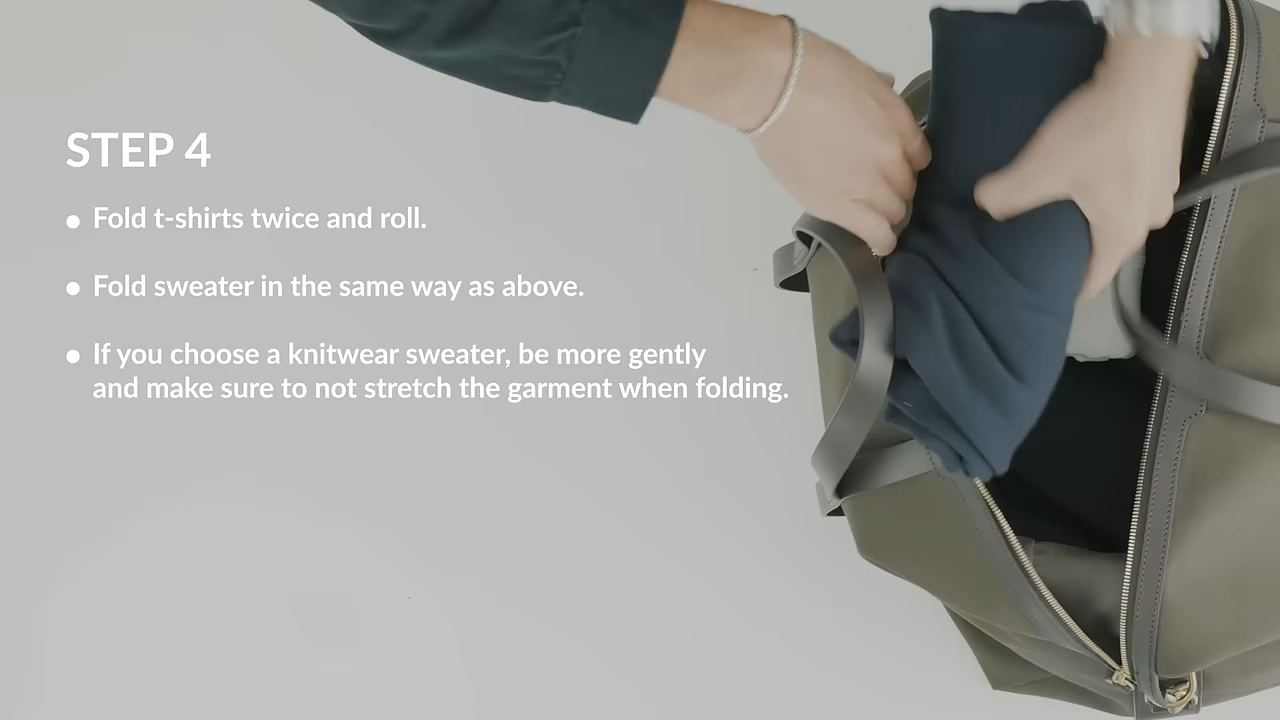 STEP 4
• Fold t-shirts twice and roll.
• Fold sweater in the same way as above.
• If you choose a knitwear sweater, be more gently
and make sure to not stretch the garment when folding.